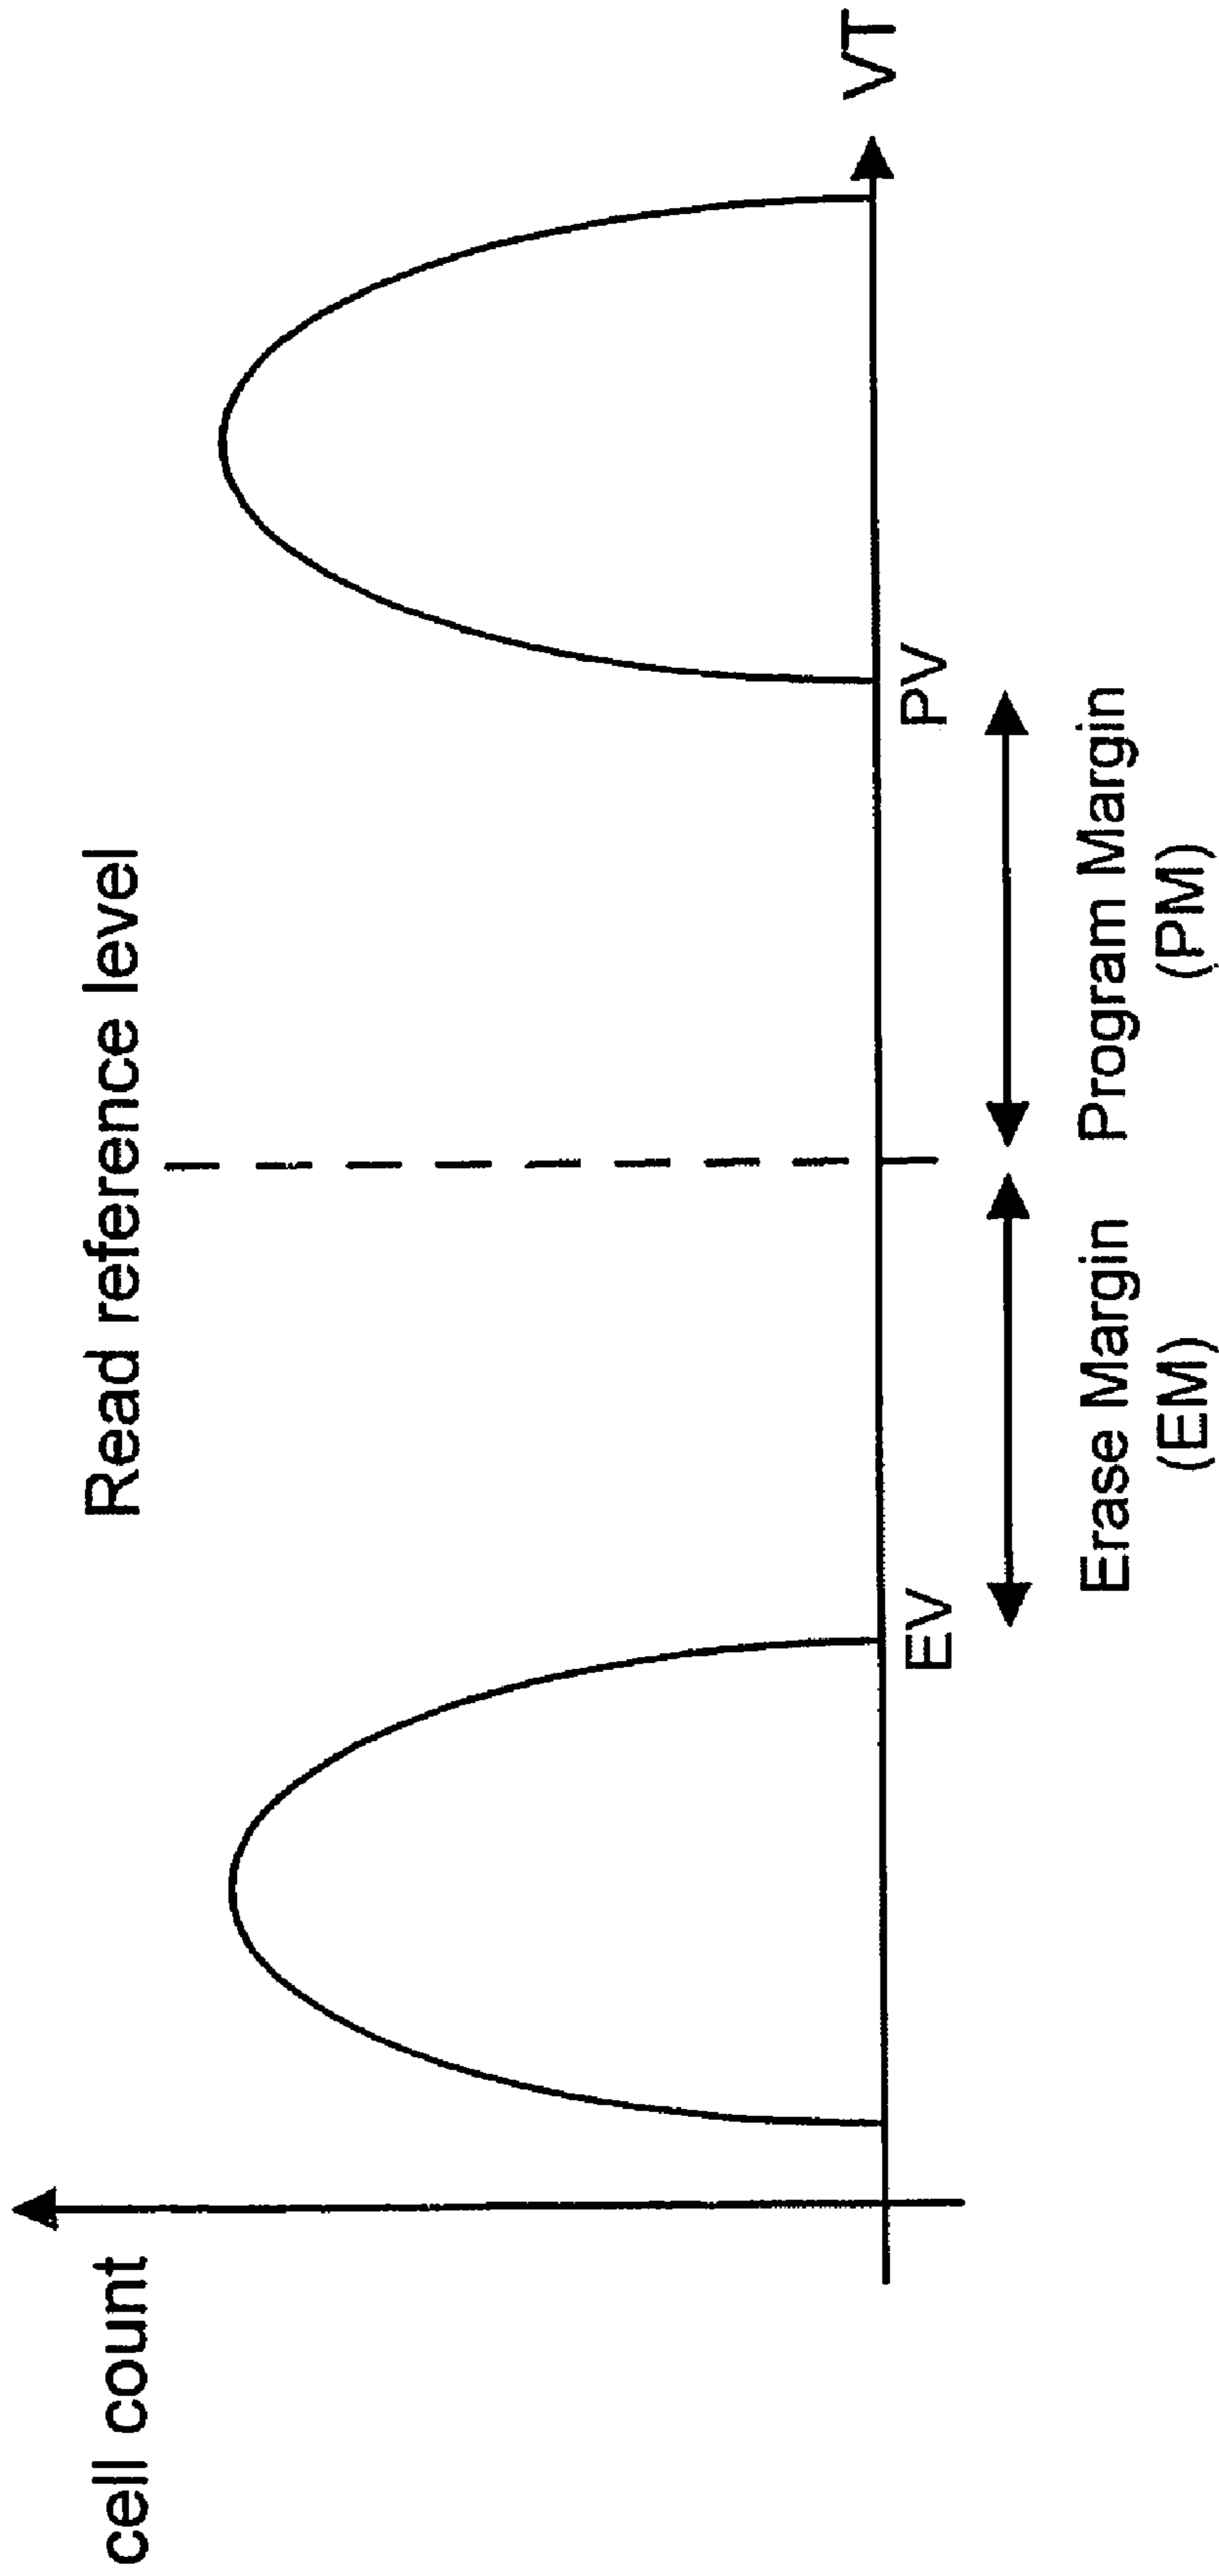 cell count
Read reference level
VT
EV
PV
Erase Margin
(EM)
Program Margin
(PM)